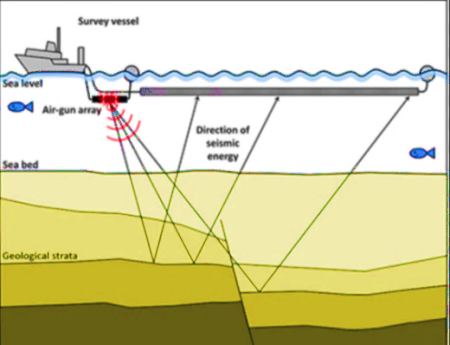 Survey vessel
Sea level
Air-gun array
Direction of
seismic
energy
Sea bed
Geological strata